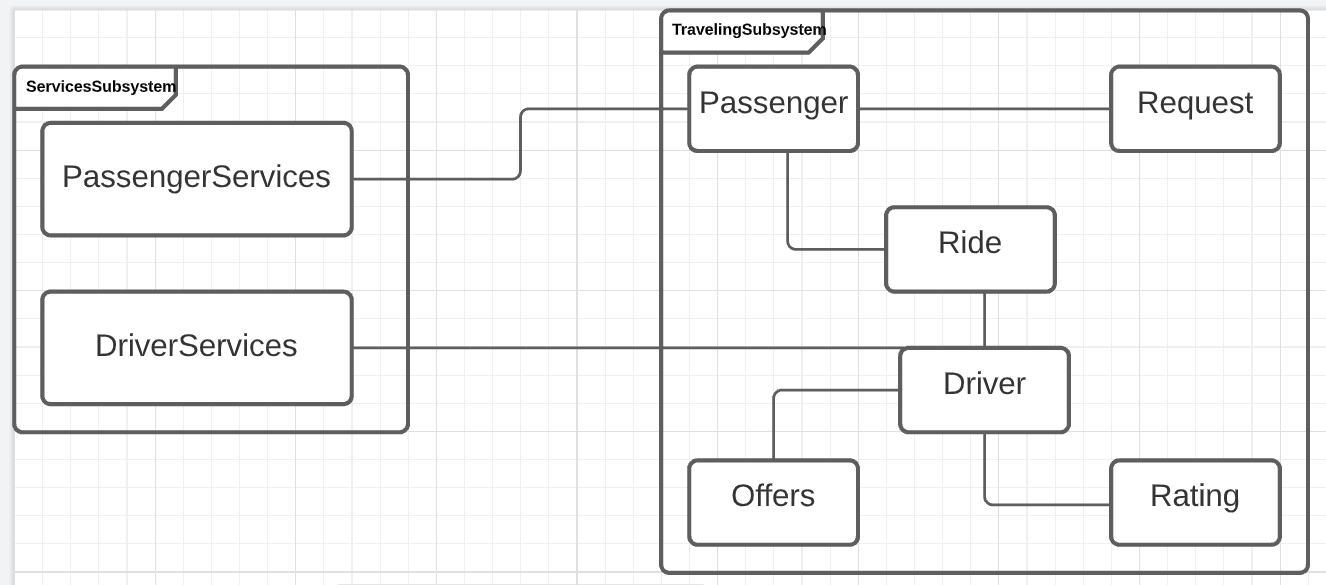 TravelingSubsystem
ServicesSubsystem
Passenger
Request
PassengerServices
Ride
DriverServices
Driver
Offers
Rating